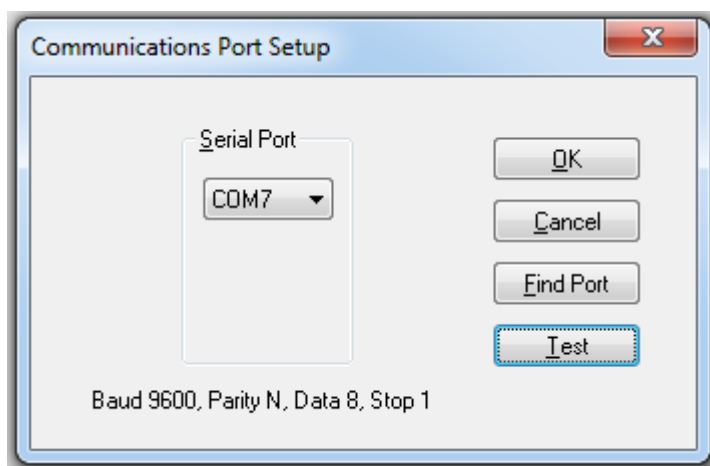 Communications Port Setup
Serial Port
COM7
OK
Cancel
Find Port
Test
Baud 9600, Parity N, Data 8, Stop 1